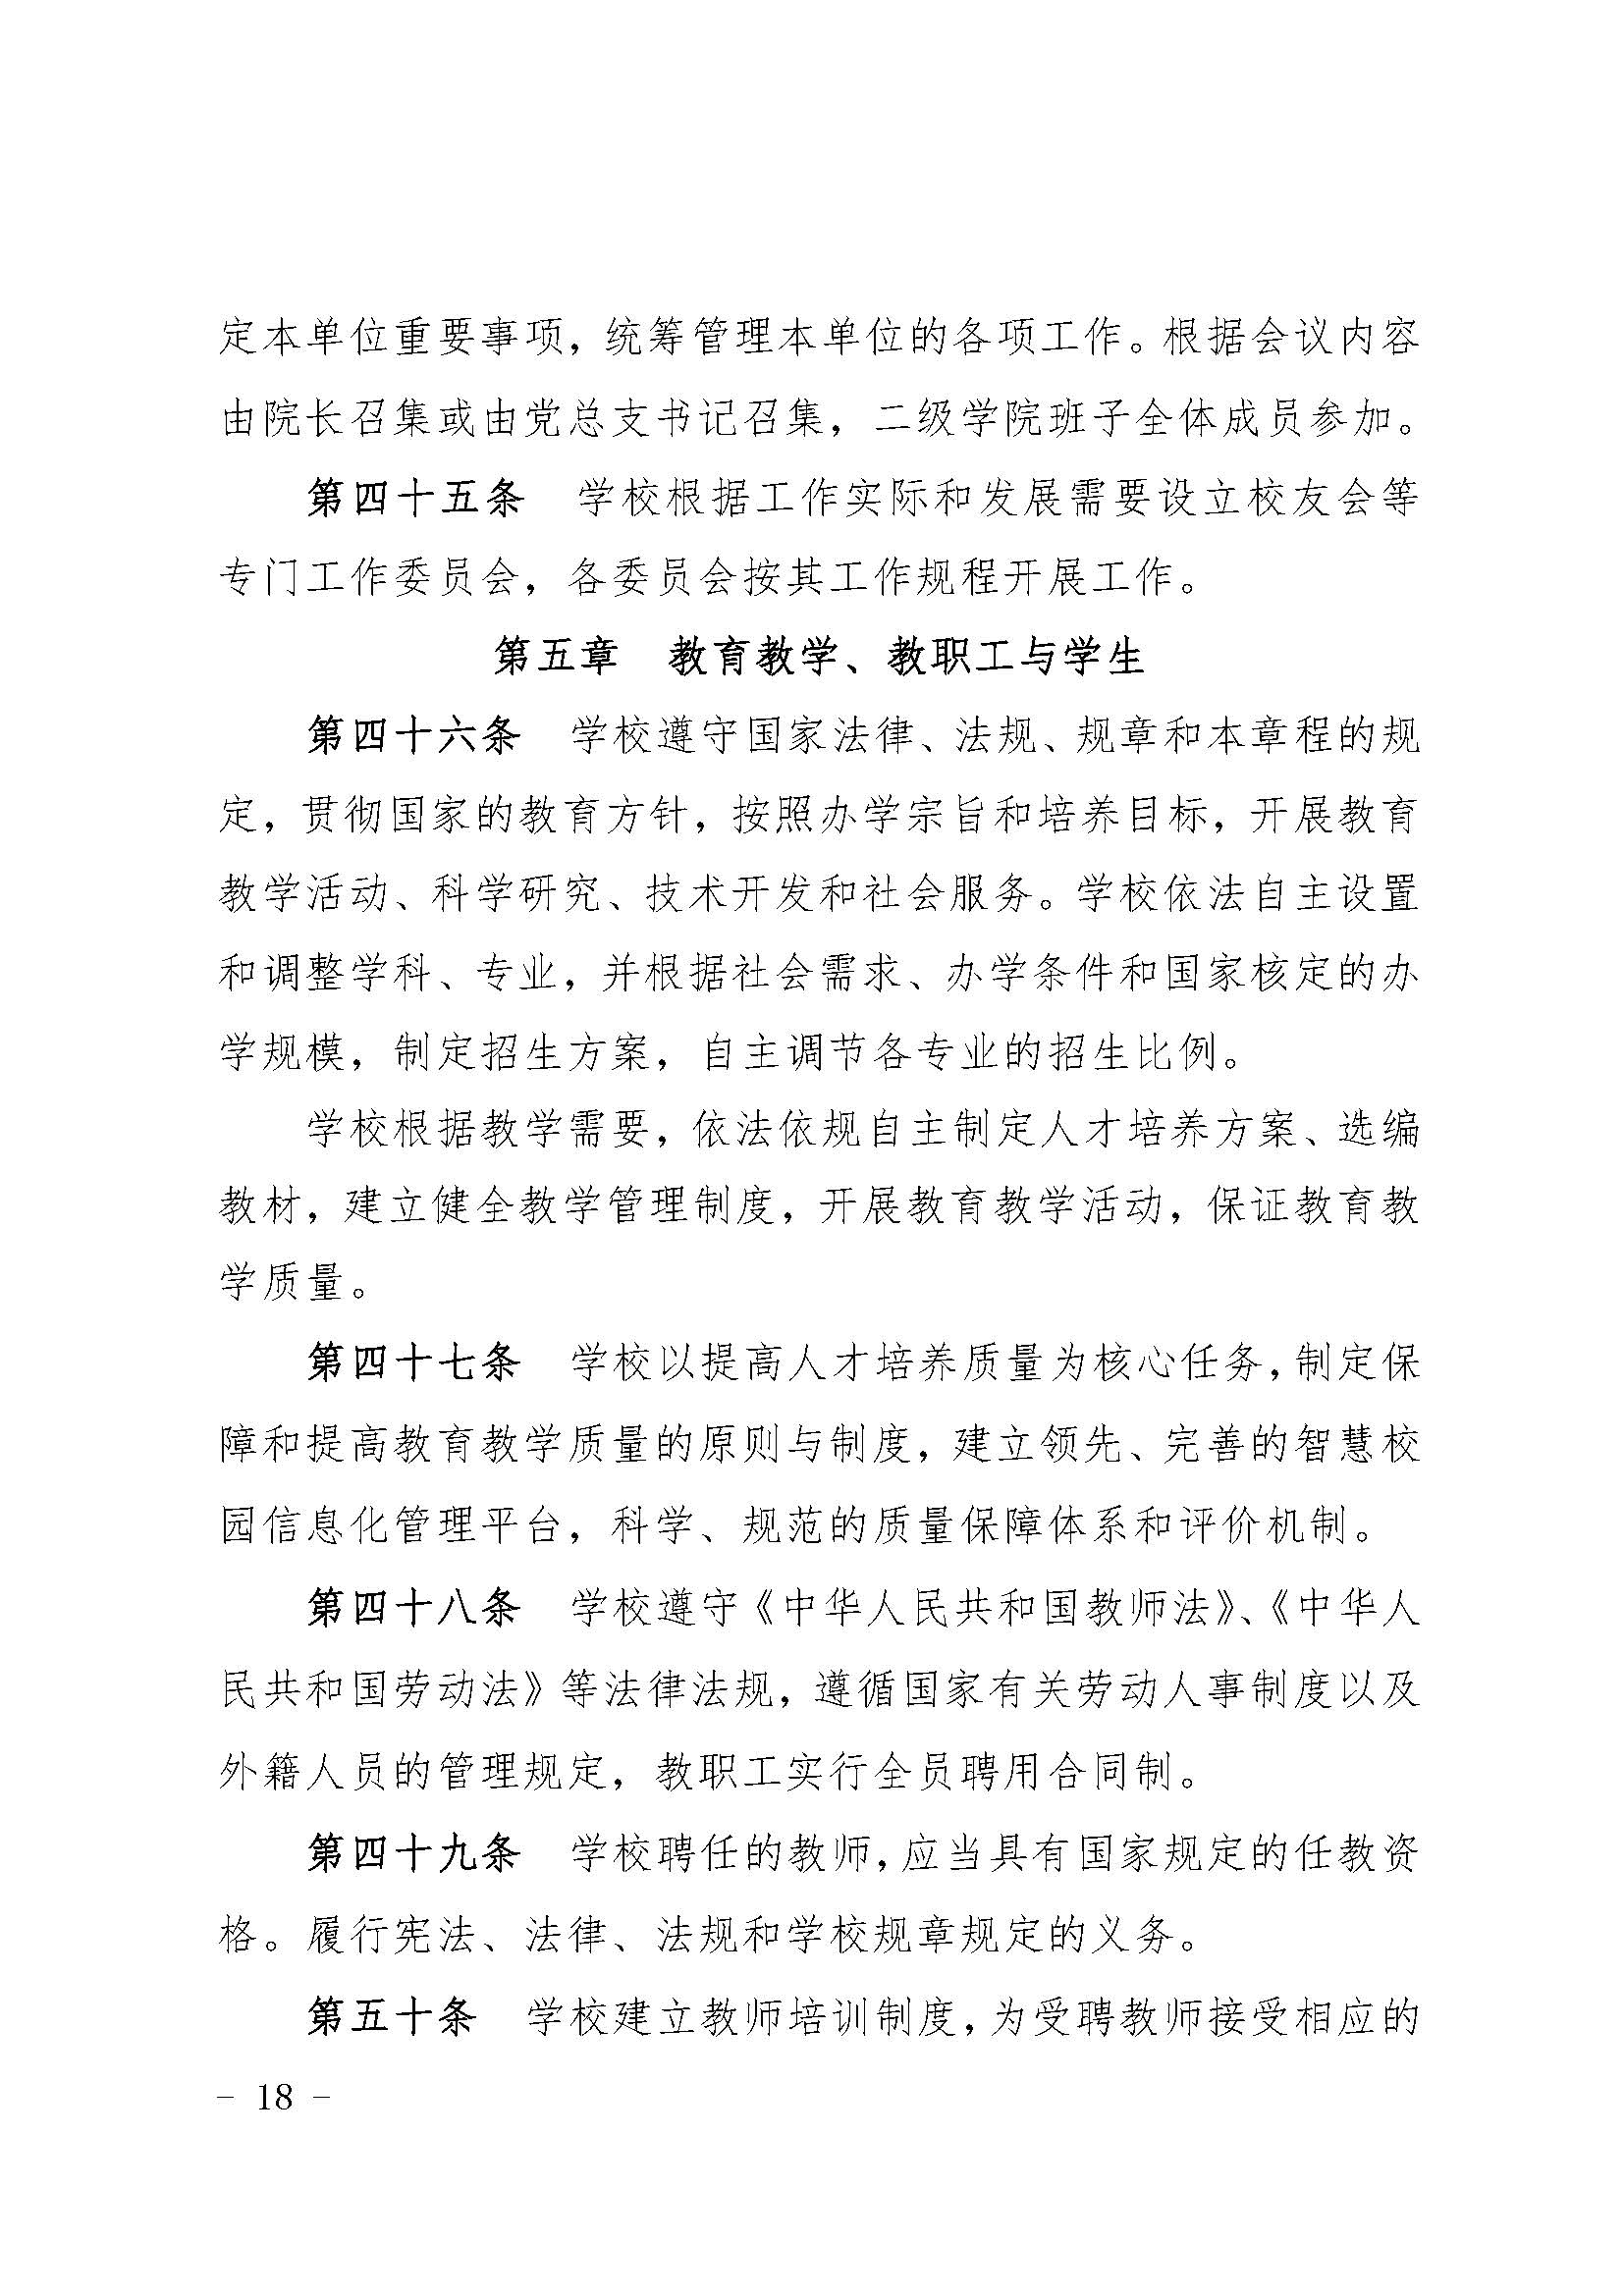 定本单位重要事项，统筹管理本单位的各项工作。根据会议内容
由院长召集或由党总支书记召集，二级学院班子全体成员参加。
第四十五条　学校根据工作实际和发展需要设立校友会等
专门工作委员会，各委员会按其工作规程开展工作。
第五章　教育教学、教职工与学生
第四十六条　学校遵守国家法律、法规、规章和本章程的规
定，贯彻国家的教育方针，按照办学宗旨和培养目标，开展教育
教学活动、科学研究、技术开发和社会服务。学校依法自主设置
和调整学科、专业，并根据社会需求、办学条件和国家核定的办
学规模，制定招生方案，自主调节各专业的招生比例。
学校根据教学需要，依法依规自主制定人才培养方案、选编
教材，建立健全教学管理制度，开展教育教学活动，保证教育教
学质量。
第四十七条　学校以提高人才培养质量为核心任务，制定保
障和提高教育教学质量的原则与制度，建立领先、完善的智慧校
园信息化管理平台，科学、规范的质量保障体系和评价机制。
第四十八条　学校遵守《中华人民共和国教师法》、《中华人
民共和国劳动法》等法律法规，遵循国家有关劳动人事制度以及
外籍人员的管理规定，教职工实行全员聘用合同制。
第四十九条　学校聘任的教师，应当具有国家规定的任教资
格。履行宪法、法律、法规和学校规章规定的义务。
第五十条　学校建立教师培训制度，为受聘教师接受相应的
- 18 -